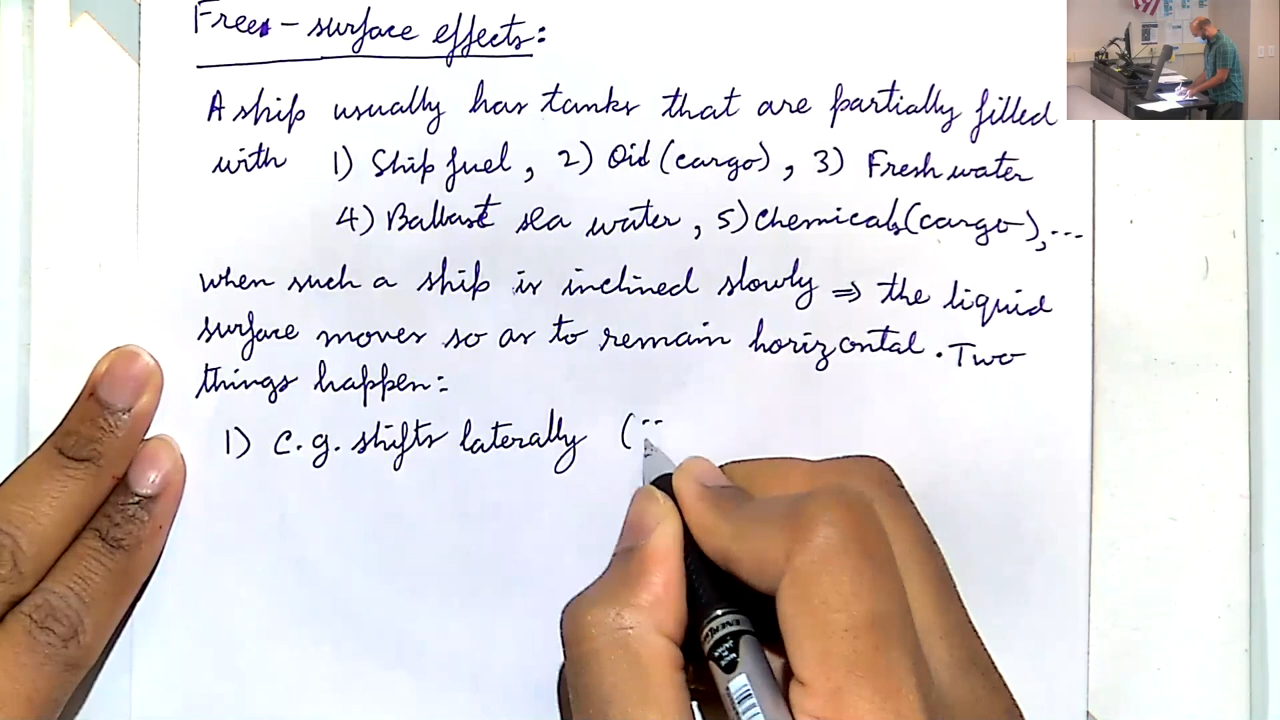 Free - surface effects:
A ship usually has tanks that are partially filled
with 1) Ship fuel, 2) Oil (cargo), 3) Fresh water
4) Ballast sea water, 5) Chemicals (cargo), ...
when such a ship is inclined slowly ⇒ the liquid
surface moves so as to remain horizontal. Two
things happen:
1) c.g. shifts laterally (